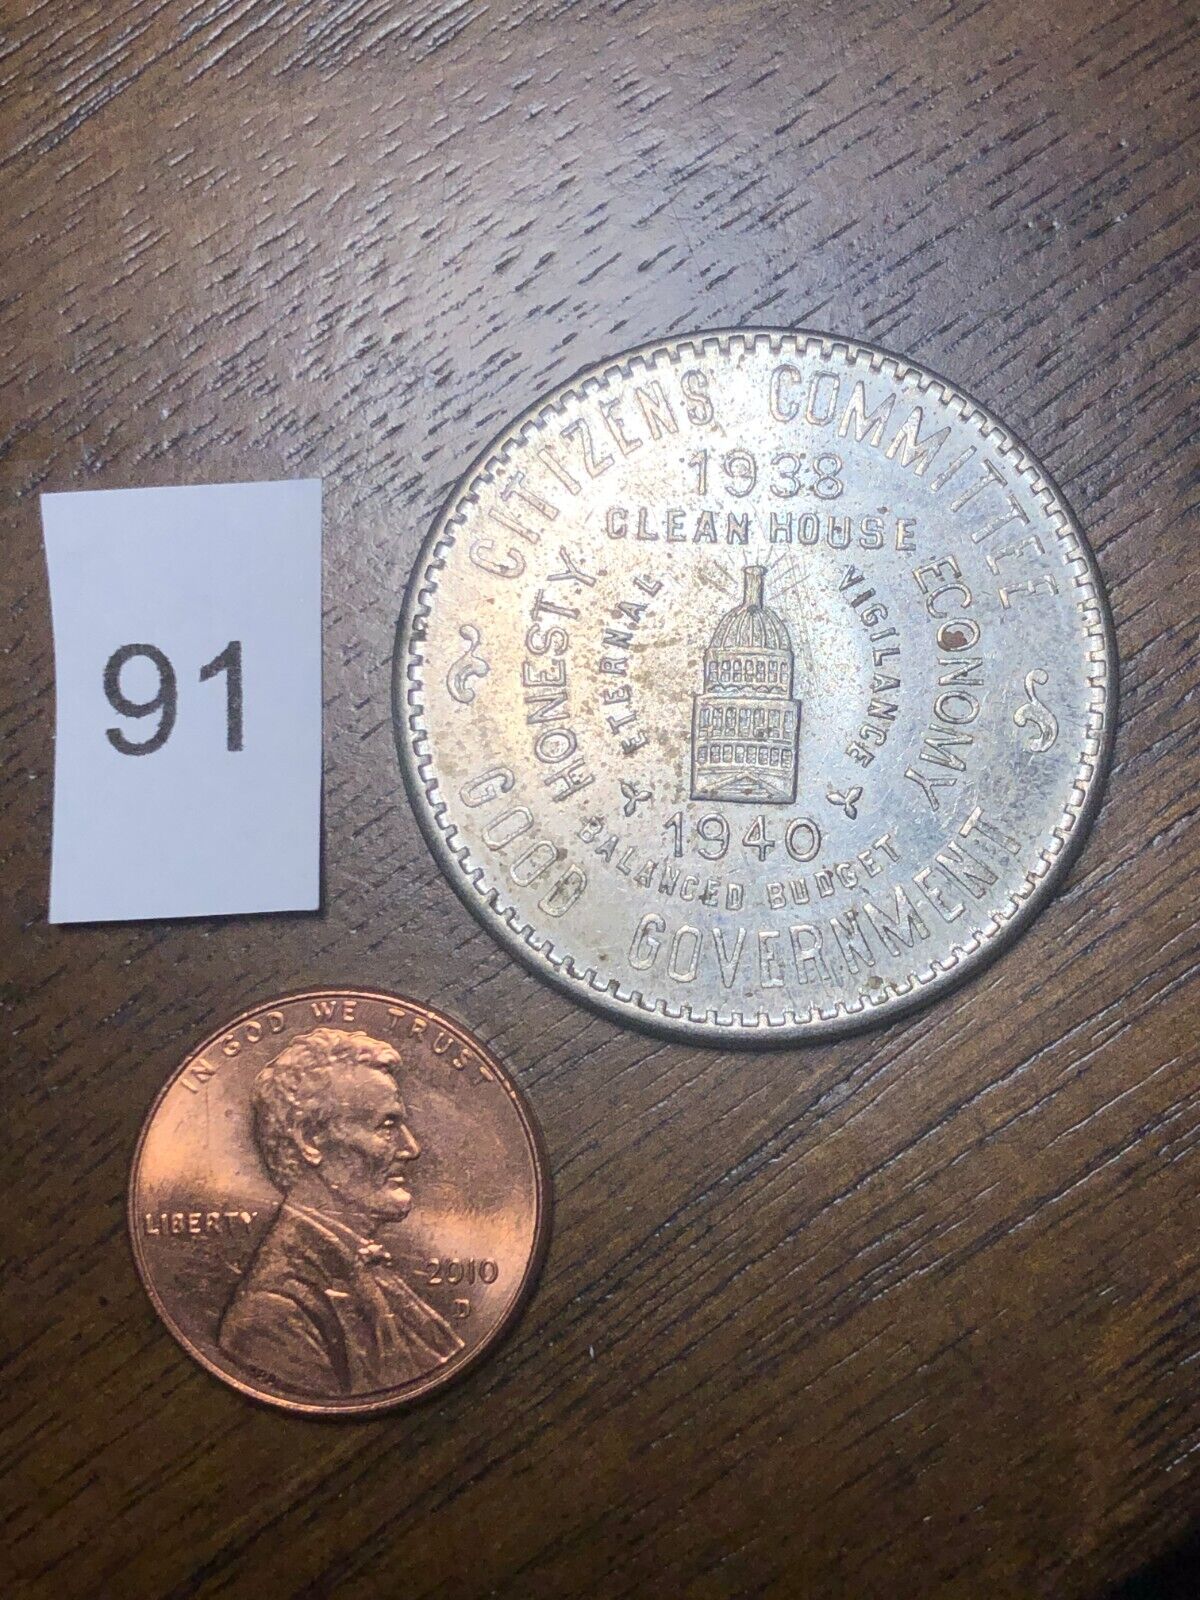 CITIZENS COMMITTEE
1938
CLEAN HOUSE
HONESTY
ETERNAL
VIGILANCE
ECONOMY
1940
BALANCED BUDGET
GOOD GOVERNMENT
91
IN GOD WE TRUST
LIBERTY
2010
D